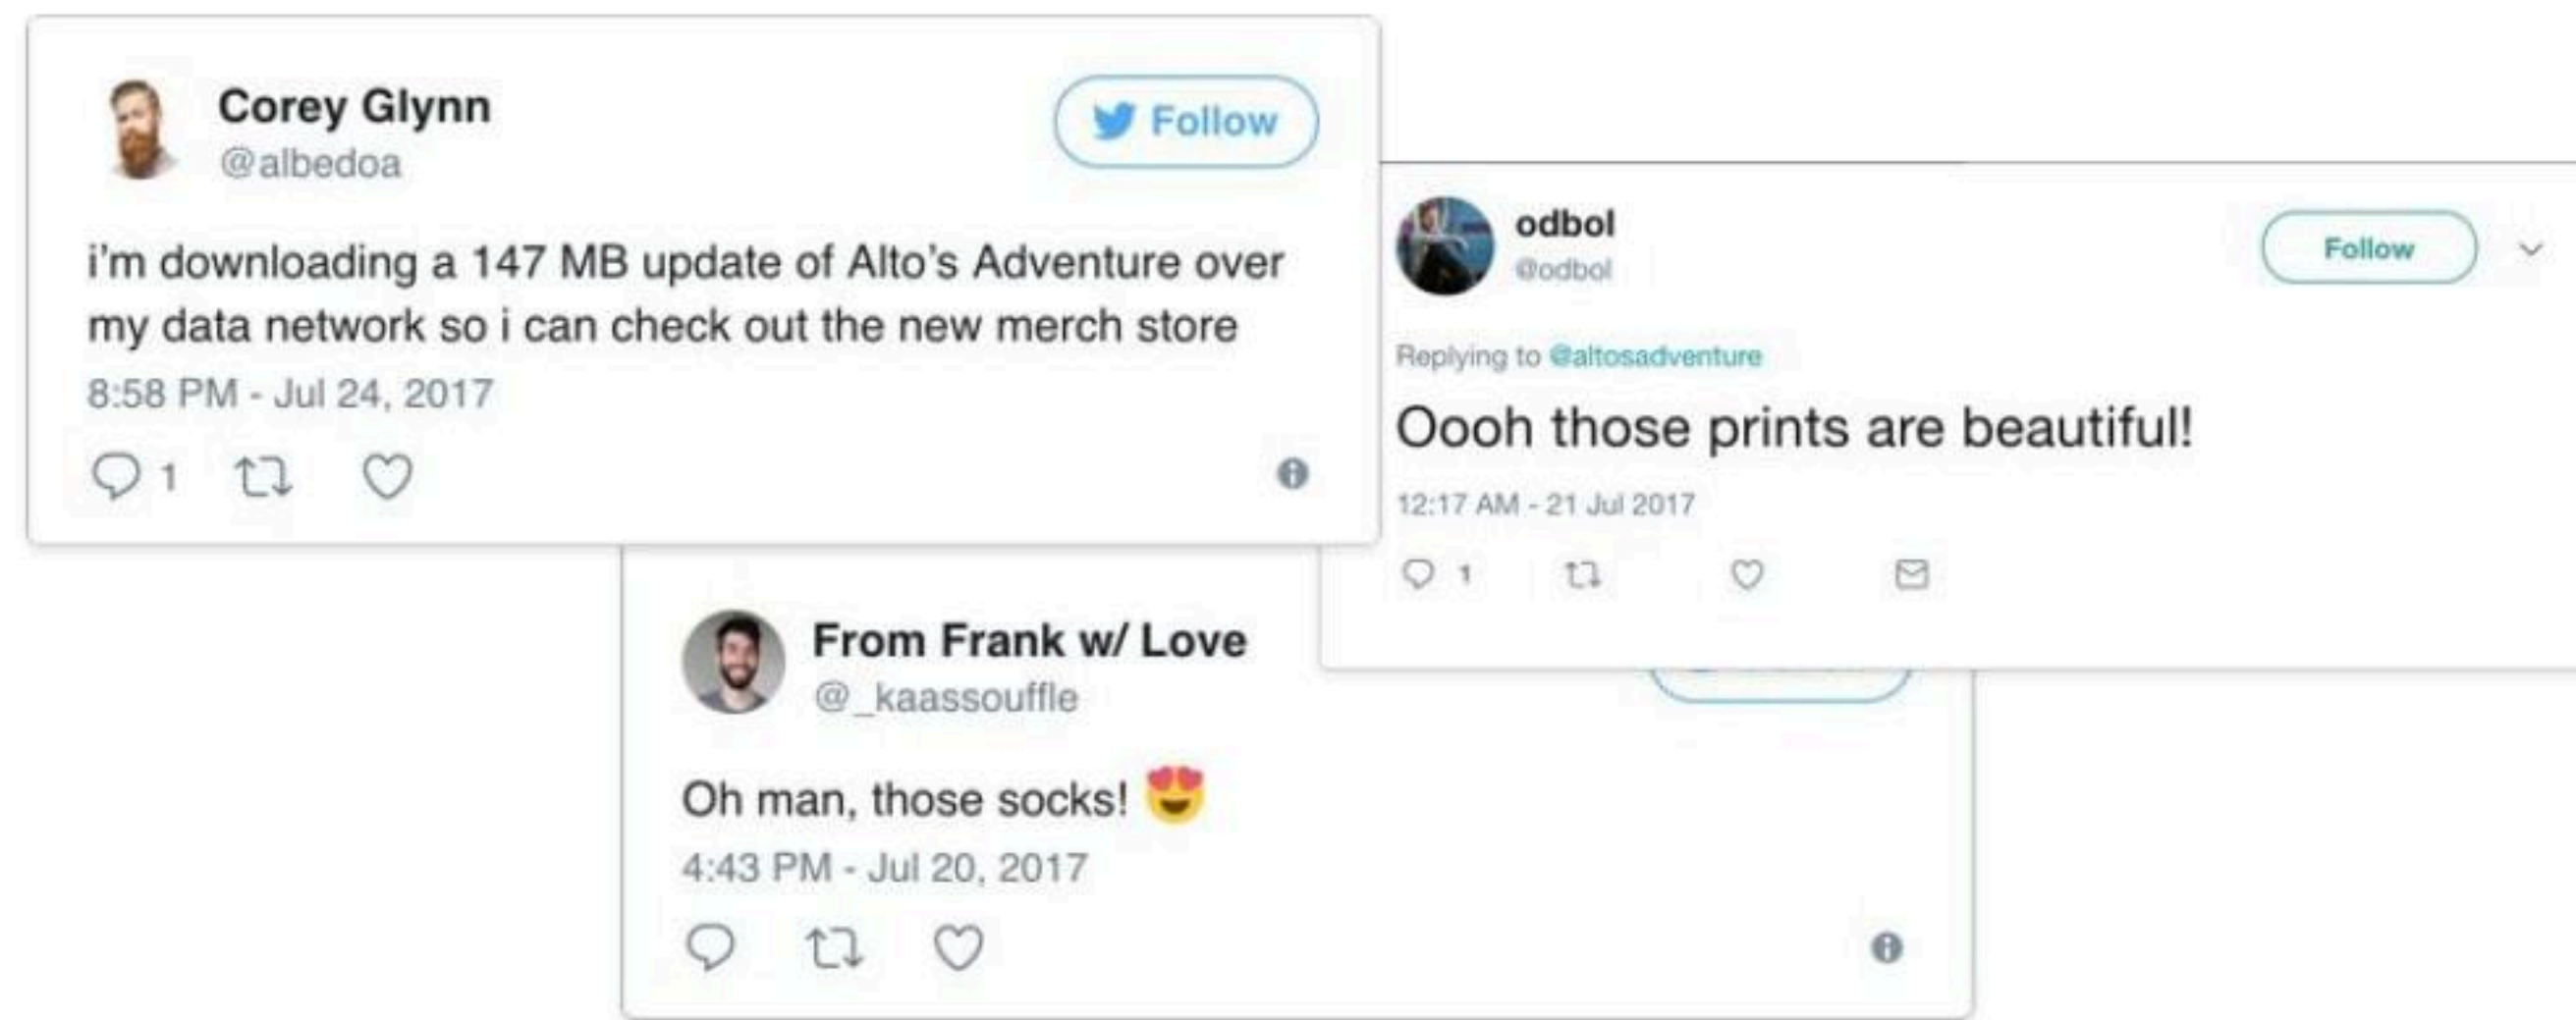 Corey Glynn
@albedoa
Follow
i'm downloading a 147 MB update of Alto's Adventure over
my data network so i can check out the new merch store
8:58 PM - Jul 24, 2017
1
odbol
@odbol
Follow
Replying to @altosadventure
Oooh those prints are beautiful!
12:17 AM - 21 Jul 2017
1
From Frank w/ Love
@_kaassouffle
Oh man, those socks! 😍
4:43 PM - Jul 20, 2017